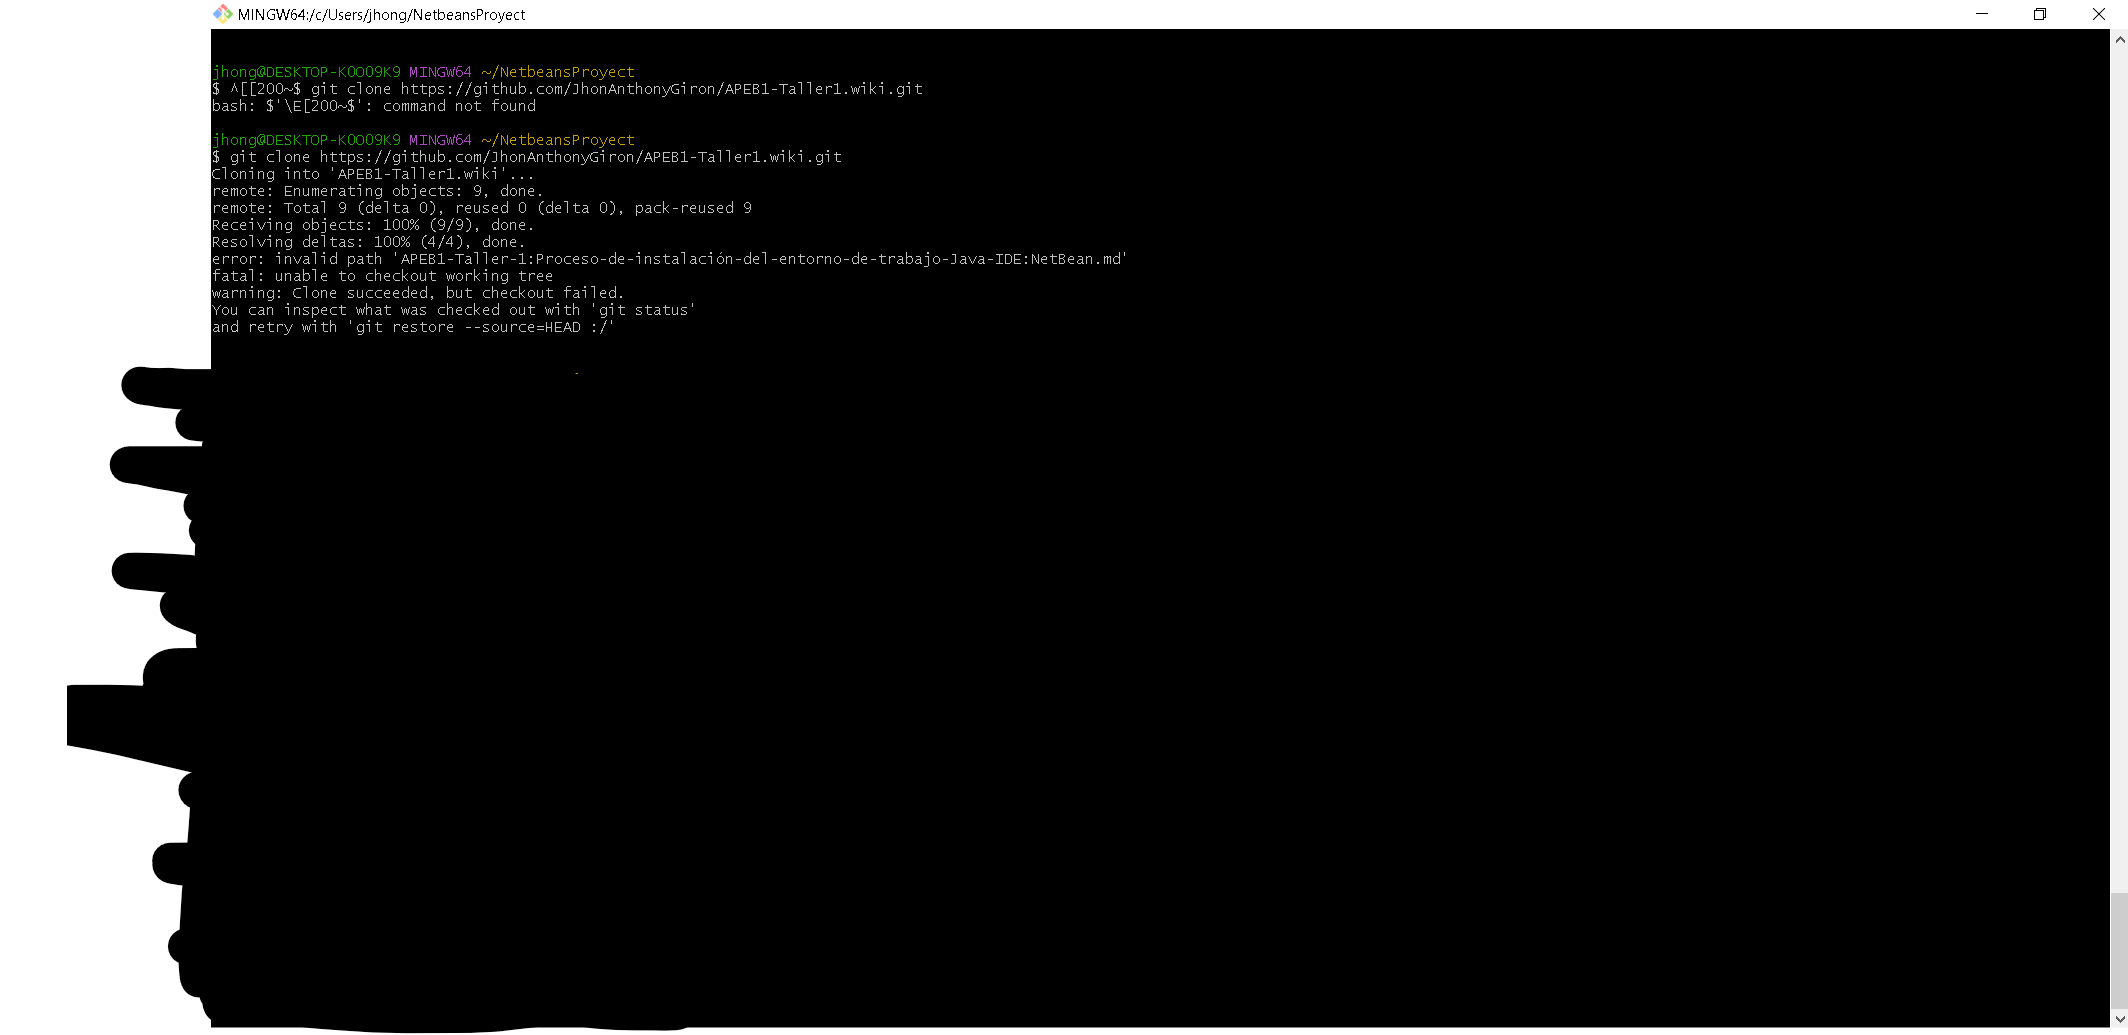 MINGW64:/c/Users/jhong/NetbeansProyect
jhong@DESKTOP-KOOO9K9 MINGW64 ~/NetbeansProyect
$ ^[[200~$ git clone https://github.com/JhonAnthonyGiron/APEB1-Taller1.wiki.git
bash: $'\E[200~$': command not found
jhong@DESKTOP-KOOO9K9 MINGW64 ~/NetbeansProyect
$ git clone https://github.com/JhonAnthonyGiron/APEB1-Taller1.wiki.git
Cloning into 'APEB1-Taller1.wiki'...
remote: Enumerating objects: 9, done.
remote: Total 9 (delta 0), reused 0 (delta 0), pack-reused 9
Receiving objects: 100% (9/9), done.
Resolving deltas: 100% (4/4), done.
error: invalid path 'APEB1-Taller-1:Proceso-de-instalación-del-entorno-de-trabajo-Java-IDE:NetBean.md'
fatal: unable to checkout working tree
warning: Clone succeeded, but checkout failed.
You can inspect what was checked out with 'git status'
and retry with 'git restore --source=HEAD :/'